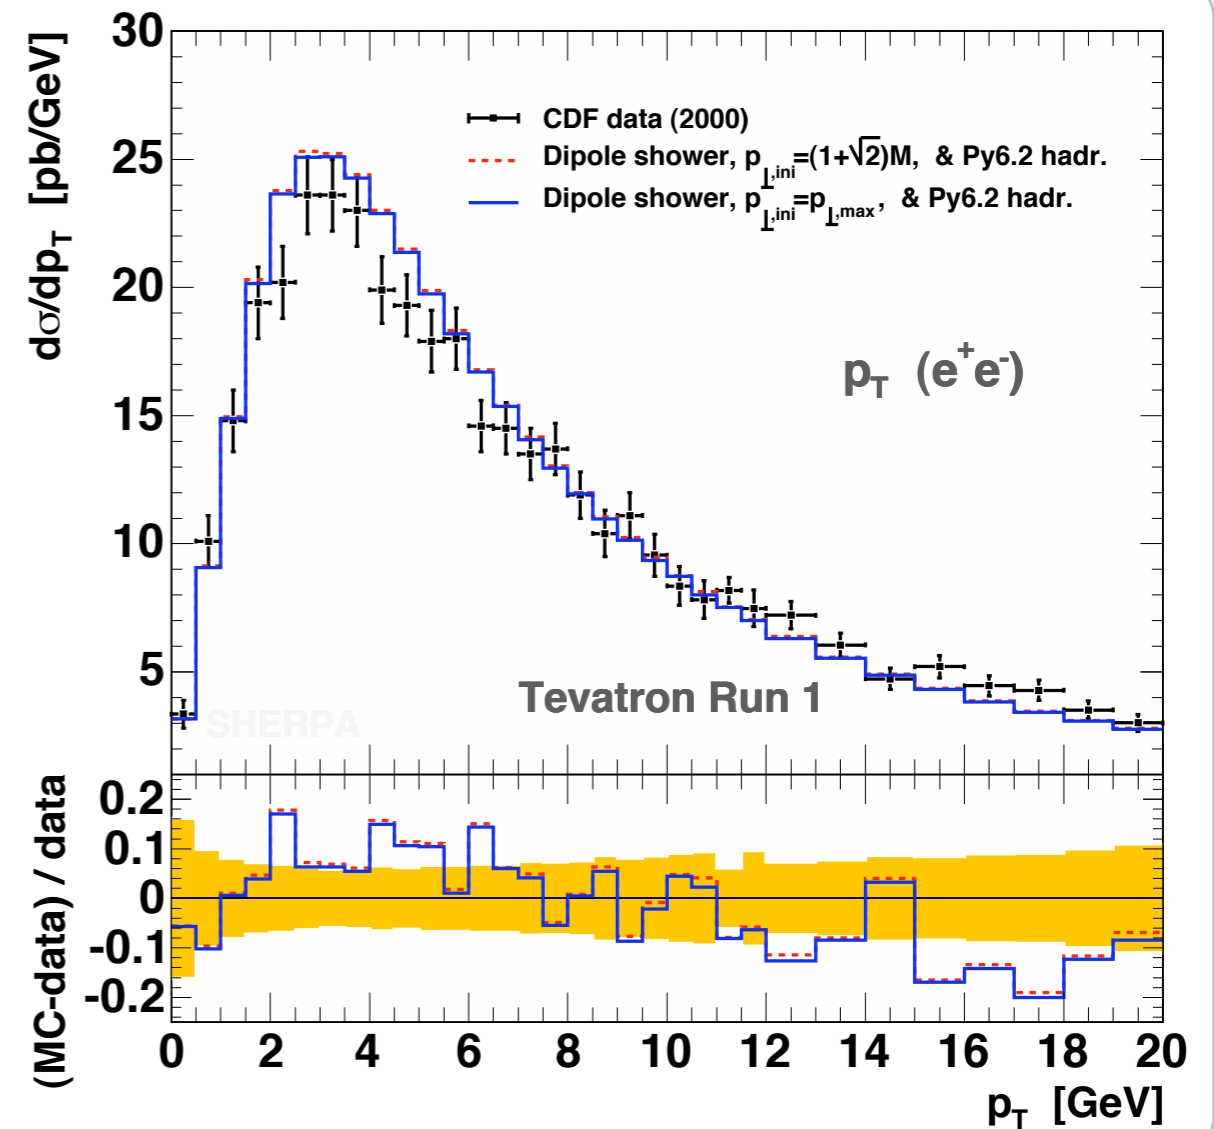 dσ/dp_T [pb/GeV]
30
25
20
15
10
5
CDF data (2000)
Dipole shower, p_⊥,ini=(1+√2)M, & Py6.2 hadr.
Dipole shower, p_⊥,ini=p_⊥,max, & Py6.2 hadr.
p_T (e⁺e⁻)
Tevatron Run 1
SHERPA
(MC-data) / data
0.2
0.1
0
-0.1
-0.2
0 2 4 6 8 10 12 14 16 18 20
p_T [GeV]